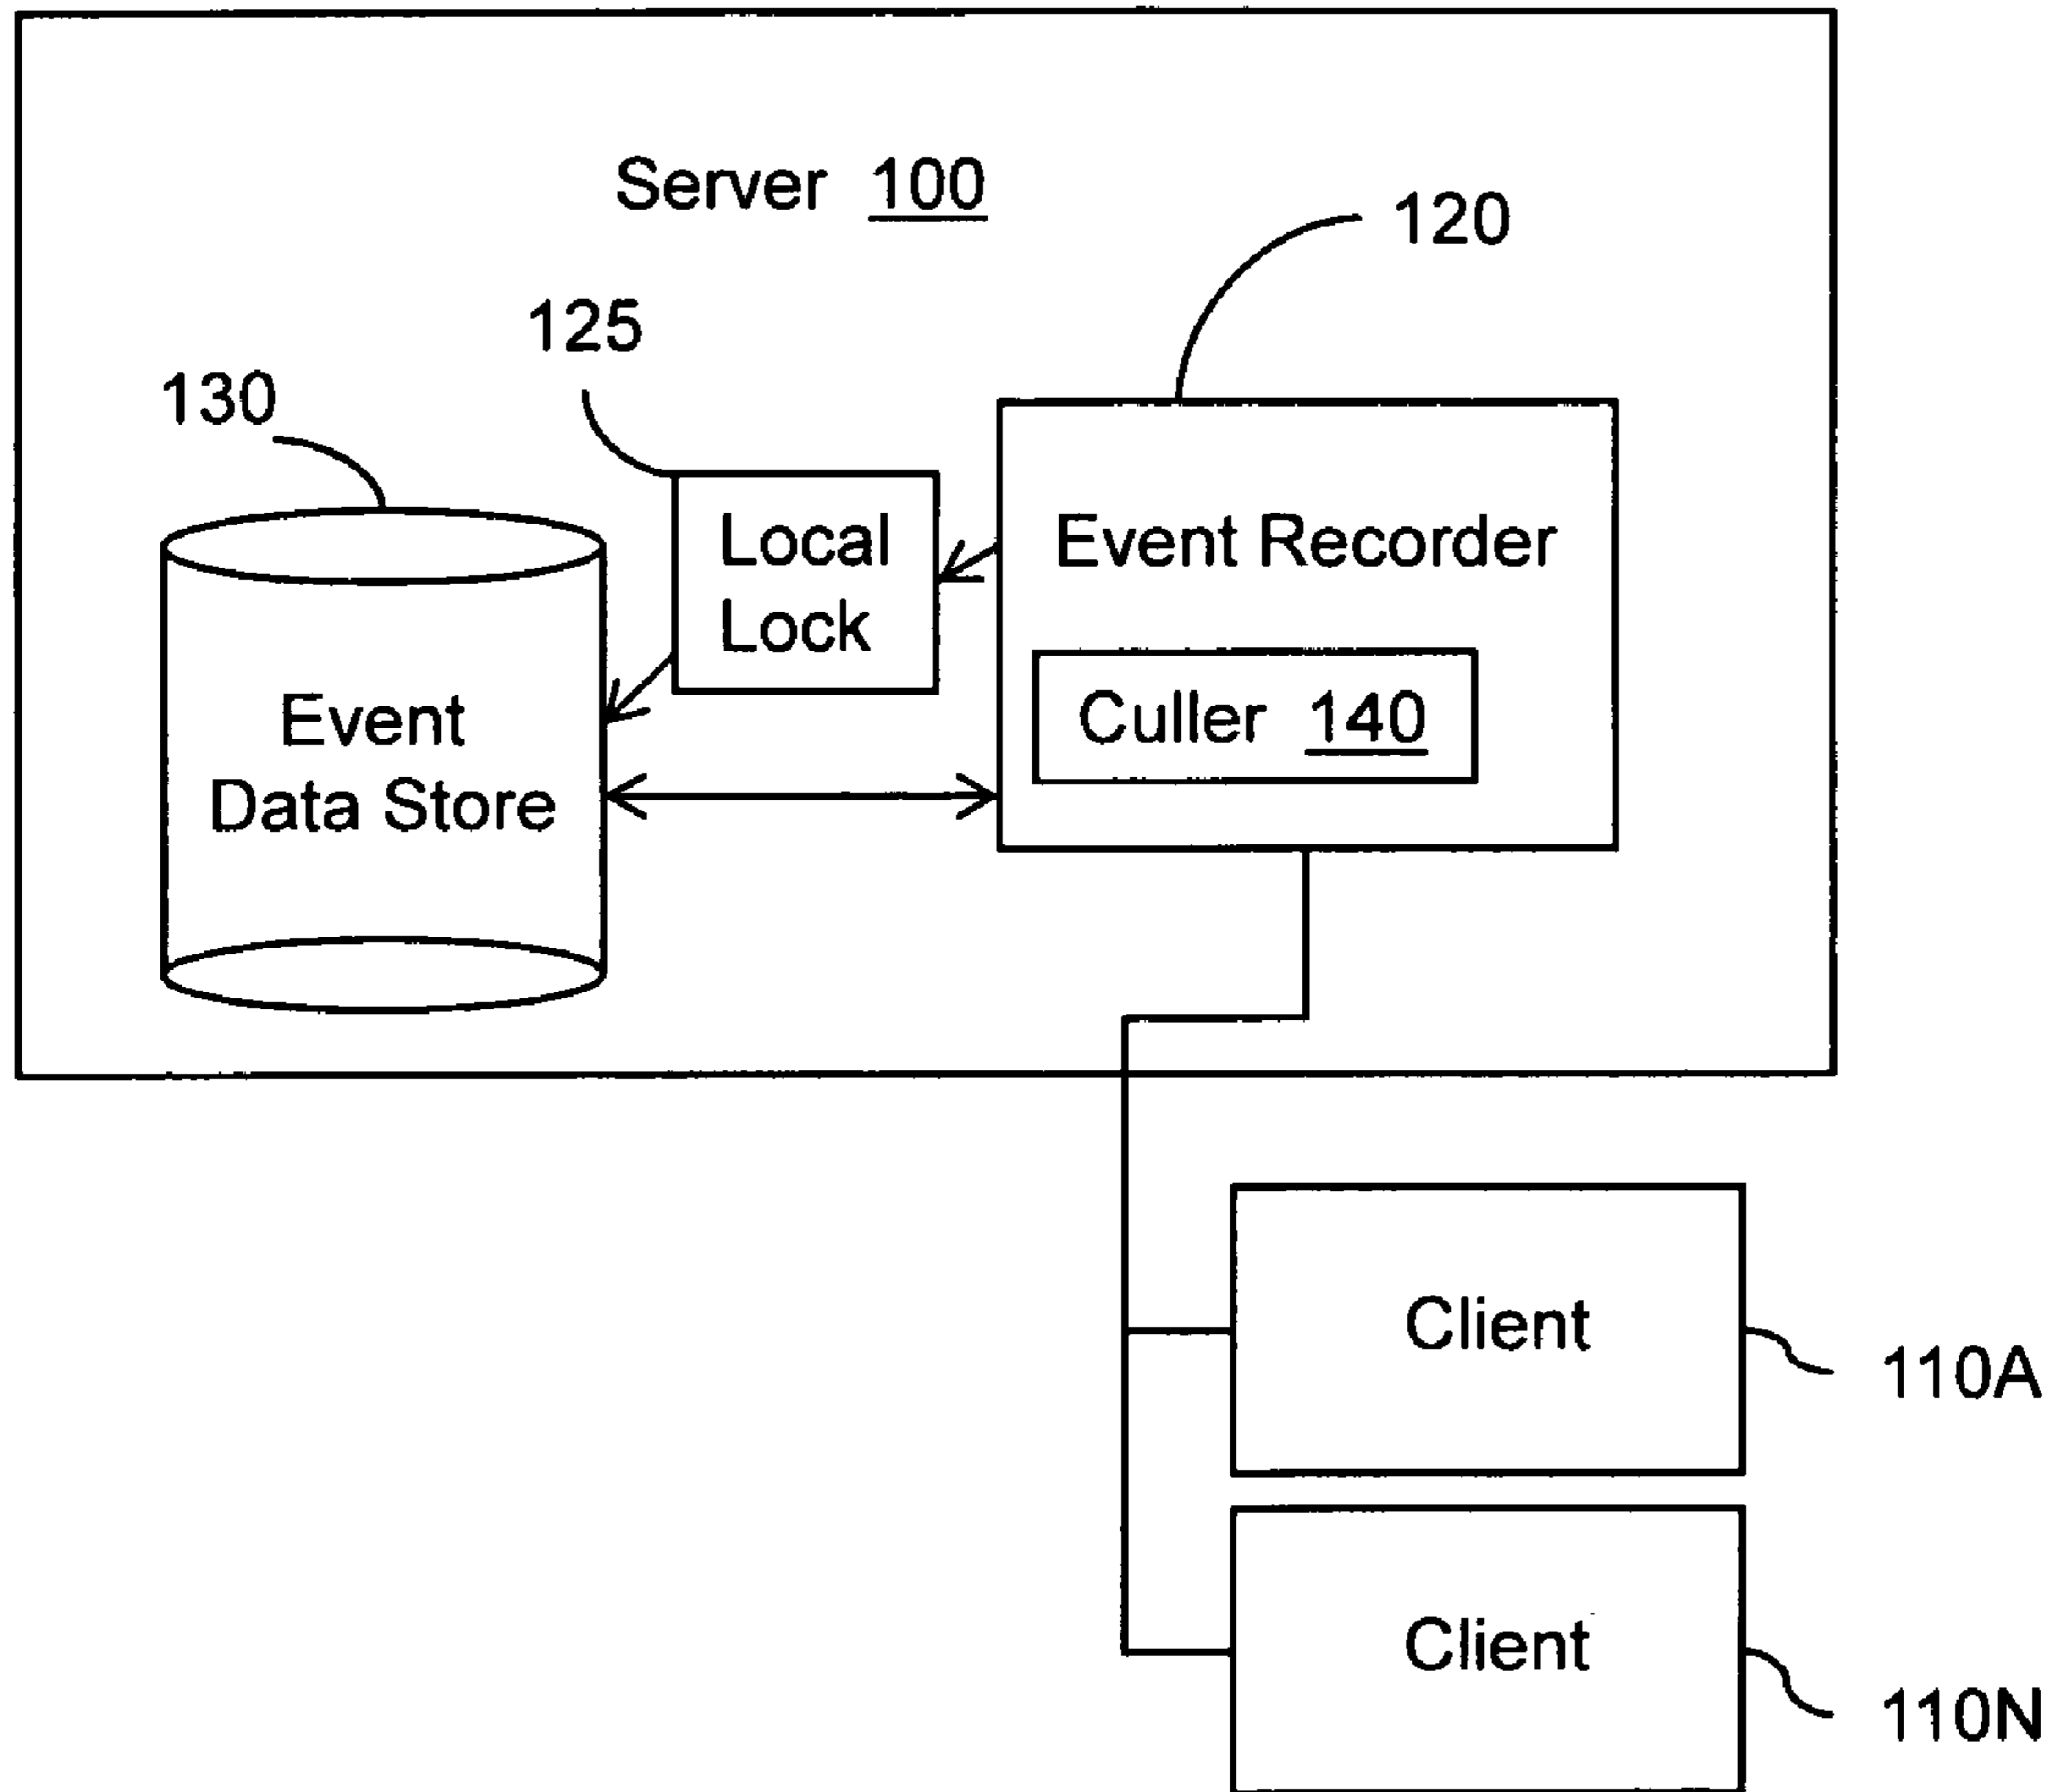 Server 100
120
125
130
Local
Lock
Event Recorder
Culler 140
Event
Data Store
Client
110A
Client
110N